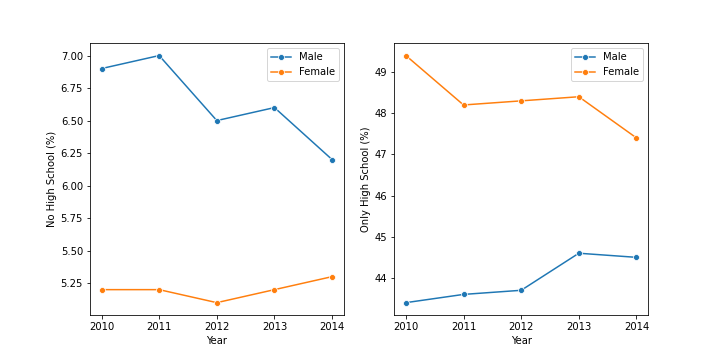 No High School (%)
7.00
6.75
6.50
6.25
6.00
5.75
5.50
5.25
2010 2011 2012 2013 2014
Year
Male
Female
Only High School (%)
49
48
47
46
45
44
2010 2011 2012 2013 2014
Year
Male
Female